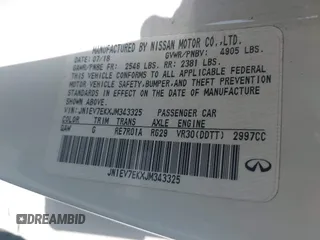 MANUFACTURED BY NISSAN MOTOR CO.,LTD.
DATE: 07/18 GVWR/PNBV: 4905 LBS.
GAWR/PNBE FR: 2546 LBS. RR: 2381 LBS.
THIS VEHICLE CONFORMS TO ALL APPLICABLE FEDERAL
MOTOR VEHICLE SAFETY, BUMPER, AND THEFT PREVENTION
STANDARDS IN EFFECT ON THE DATE OF MANUFACTURE
SHOWN ABOVE.
V.I.N: JN1EV7EKXJM343325 PASSENGER CAR
COLOR TRIM TRANS AXLE ENGINE
QAW G RE7R01A RG29 VR30(DDTT) 2997CC
JN1EV7EKXJM343325
RIDEMOOD